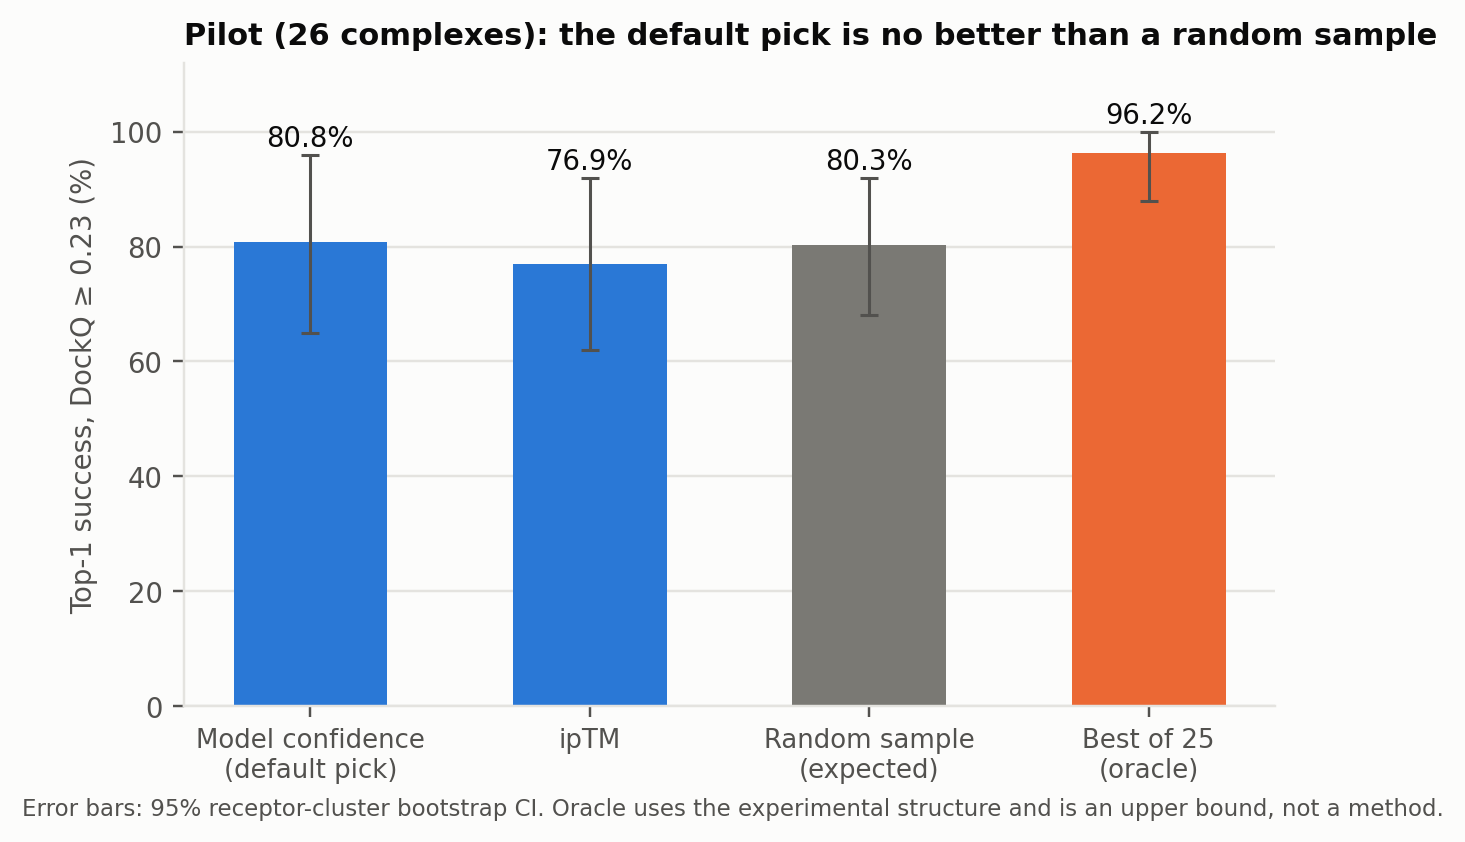 Pilot (26 complexes): the default pick is no better than a random sample
Top-1 success, DockQ ≥ 0.23 (%)
100
80
60
40
20
0
80.8%
76.9%
80.3%
96.2%
Model confidence
(default pick)
ipTM
Random sample
(expected)
Best of 25
(oracle)
Error bars: 95% receptor-cluster bootstrap CI. Oracle uses the experimental structure and is an upper bound, not a method.